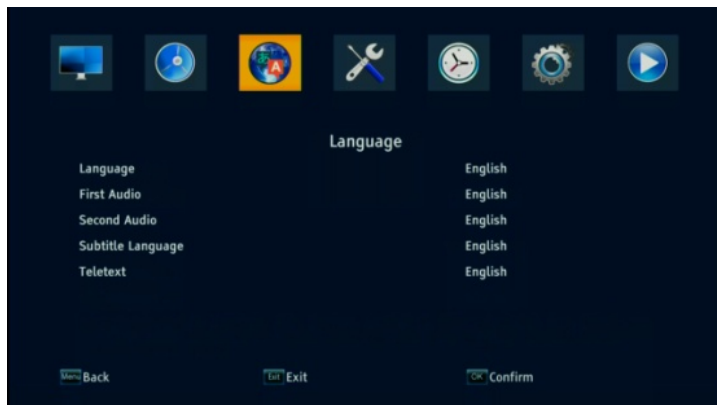 Language
Language English
First Audio English
Second Audio English
Subtitle Language English
Teletext English
Menu Back Exit Exit OK Confirm